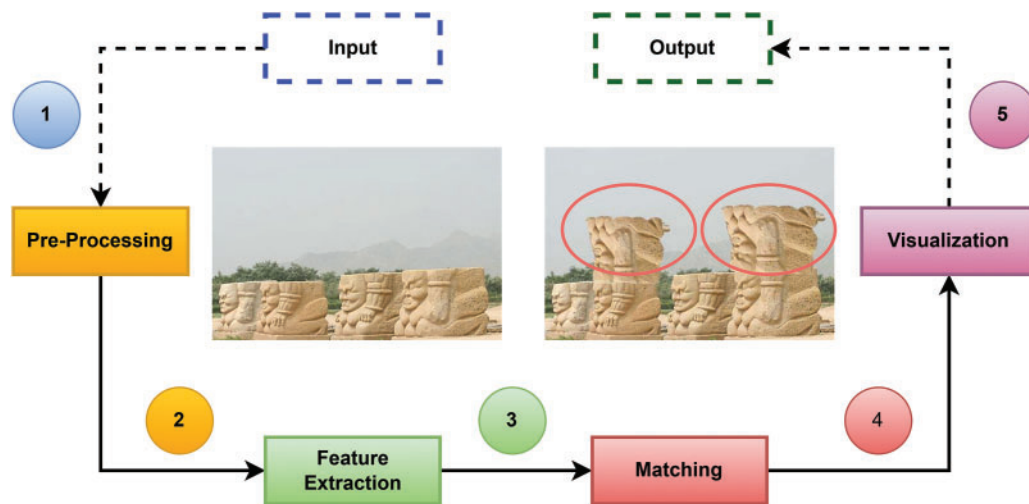 Input
Output
1
5
Pre-Processing
Visualization
2
3
4
Feature
Extraction
Matching